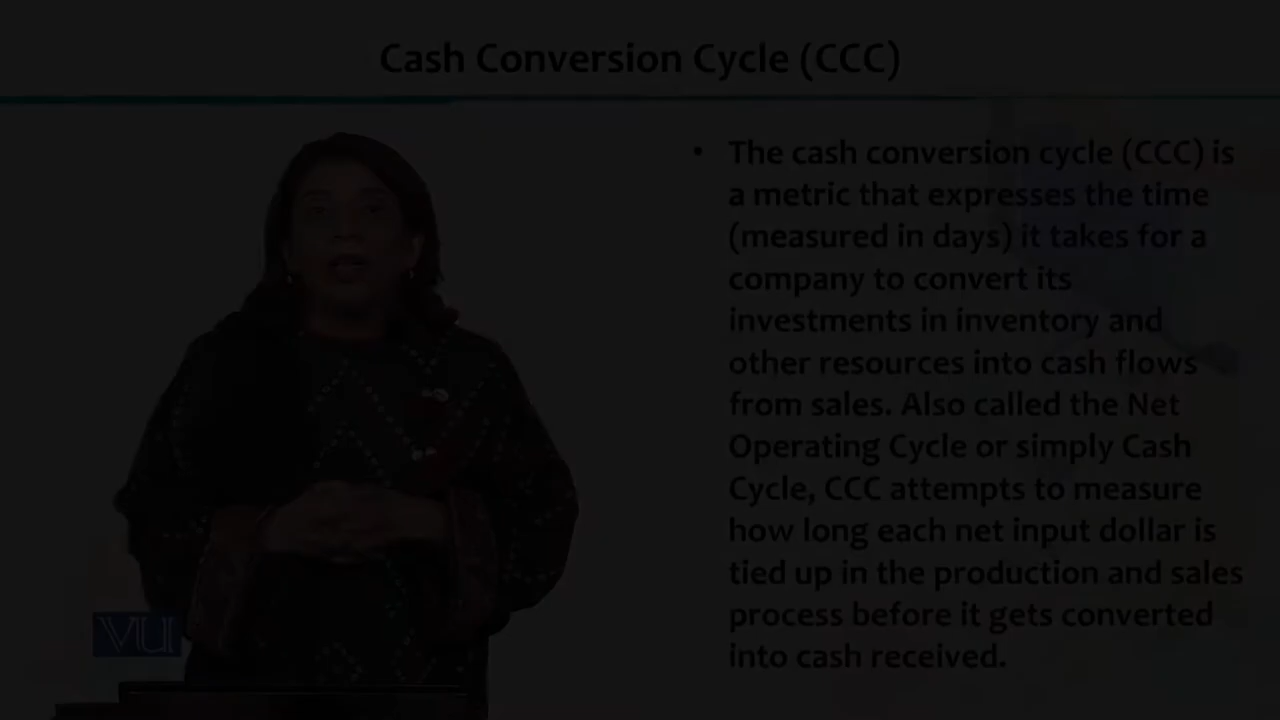 Cash Conversion Cycle (CCC)
• The cash conversion cycle (CCC) is
a metric that expresses the time
(measured in days) it takes for a
company to convert its
investments in inventory and
other resources into cash flows
from sales. Also called the Net
Operating Cycle or simply Cash
Cycle, CCC attempts to measure
how long each net input dollar is
tied up in the production and sales
process before it gets converted
into cash received.
VU